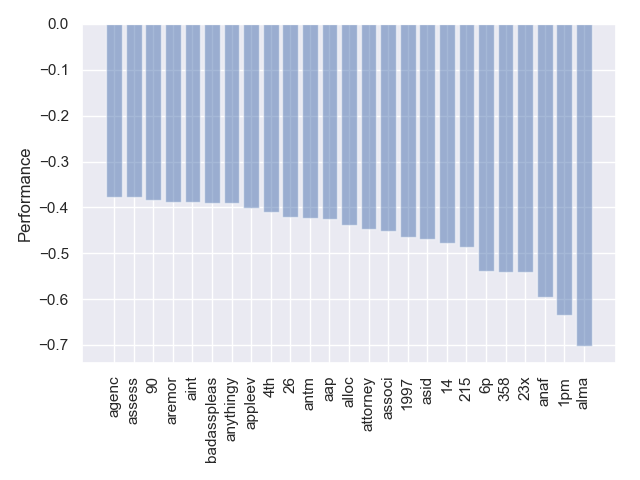 0.0
−0.1
−0.2
−0.3
−0.4
−0.5
−0.6
−0.7
Performance
agenc
assess
90
aremor
aint
badasspleas
anythingy
appleev
4th
26
antm
aap
alloc
attorney
associ
1997
asid
14
215
6p
358
23x
anaf
1pm
alma